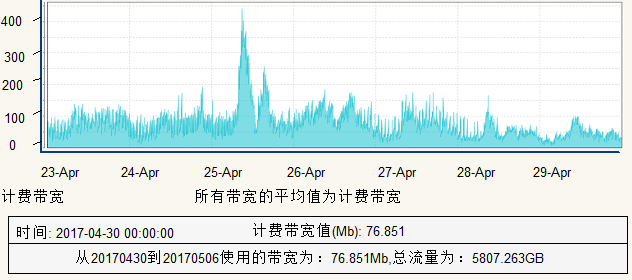 400
300
200
100
0
23-Apr 24-Apr 25-Apr 26-Apr 27-Apr 28-Apr 29-Apr
计费带宽 所有带宽的平均值为计费带宽
时间: 2017-04-30 00:00:00 计费带宽值(Mb): 76.851
从20170430到20170506使用的带宽为：76.851Mb,总流量为：5807.263GB